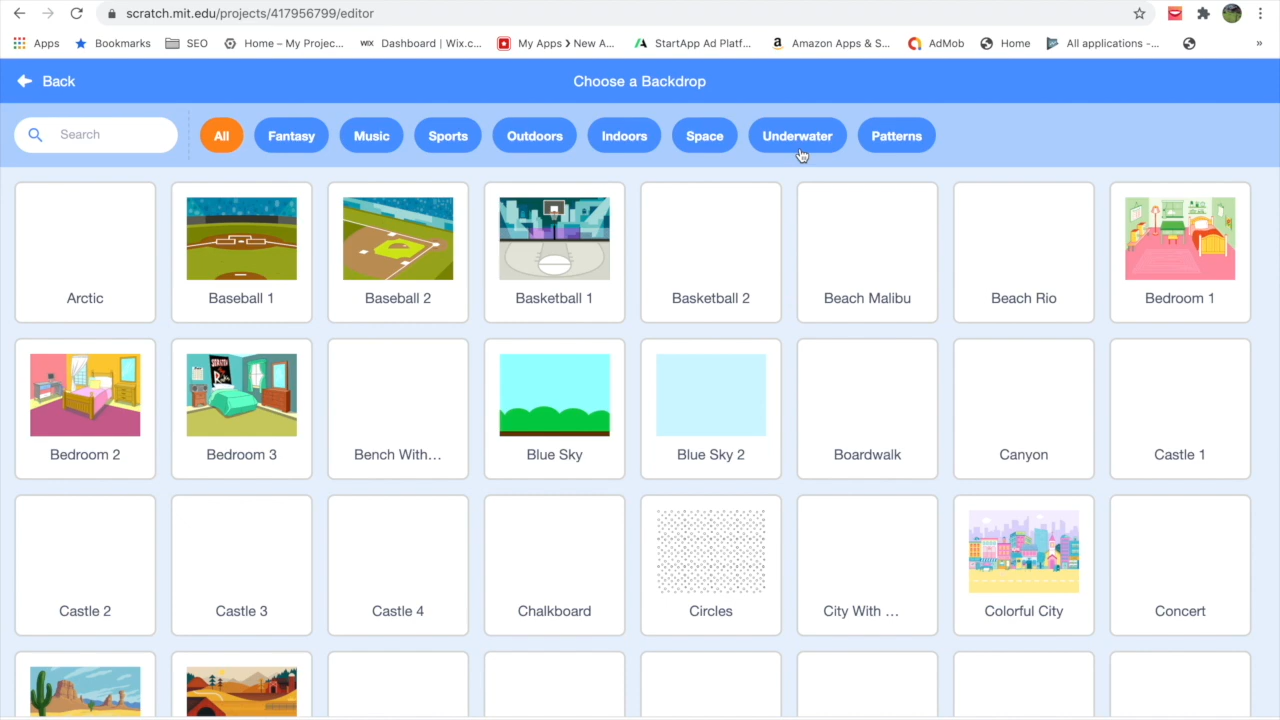 scratch.mit.edu/projects/417956799/editor
Apps Bookmarks SEO Home – My Projec... WIX Dashboard | Wix.c... My Apps ❯ New A... StartApp Ad Platf... a Amazon Apps & S... AdMob Home All applications -... »
Back Choose a Backdrop
Search All Fantasy Music Sports Outdoors Indoors Space Underwater Patterns
Arctic Baseball 1 Baseball 2 Basketball 1 Basketball 2 Beach Malibu Beach Rio Bedroom 1
Bedroom 2 Bedroom 3 Bench With... Blue Sky Blue Sky 2 Boardwalk Canyon Castle 1
Castle 2 Castle 3 Castle 4 Chalkboard Circles City With ... Colorful City Concert